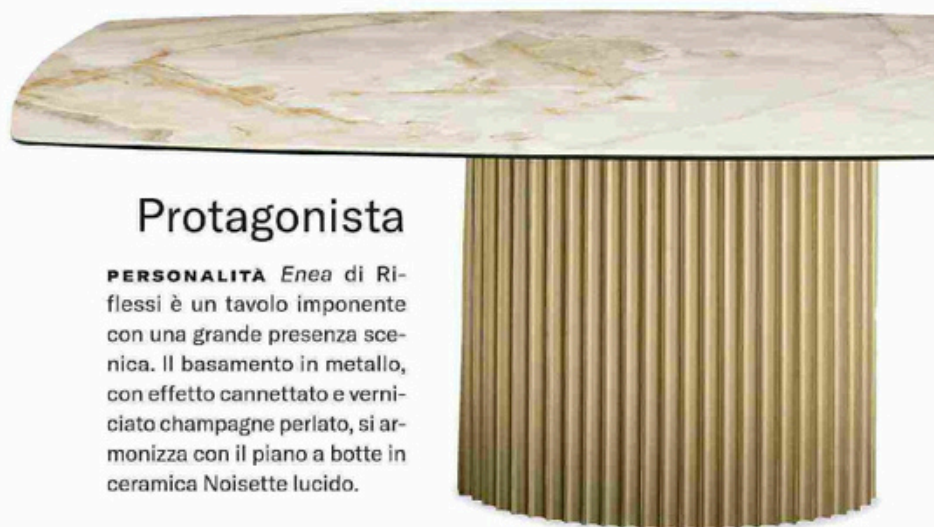 Protagonista
PERSONALITÀ Enea di Ri-
flessi è un tavolo imponente
con una grande presenza sce-
nica. Il basamento in metallo,
con effetto cannettato e verni-
ciato champagne perlato, si ar-
monizza con il piano a botte in
ceramica Noisette lucido.